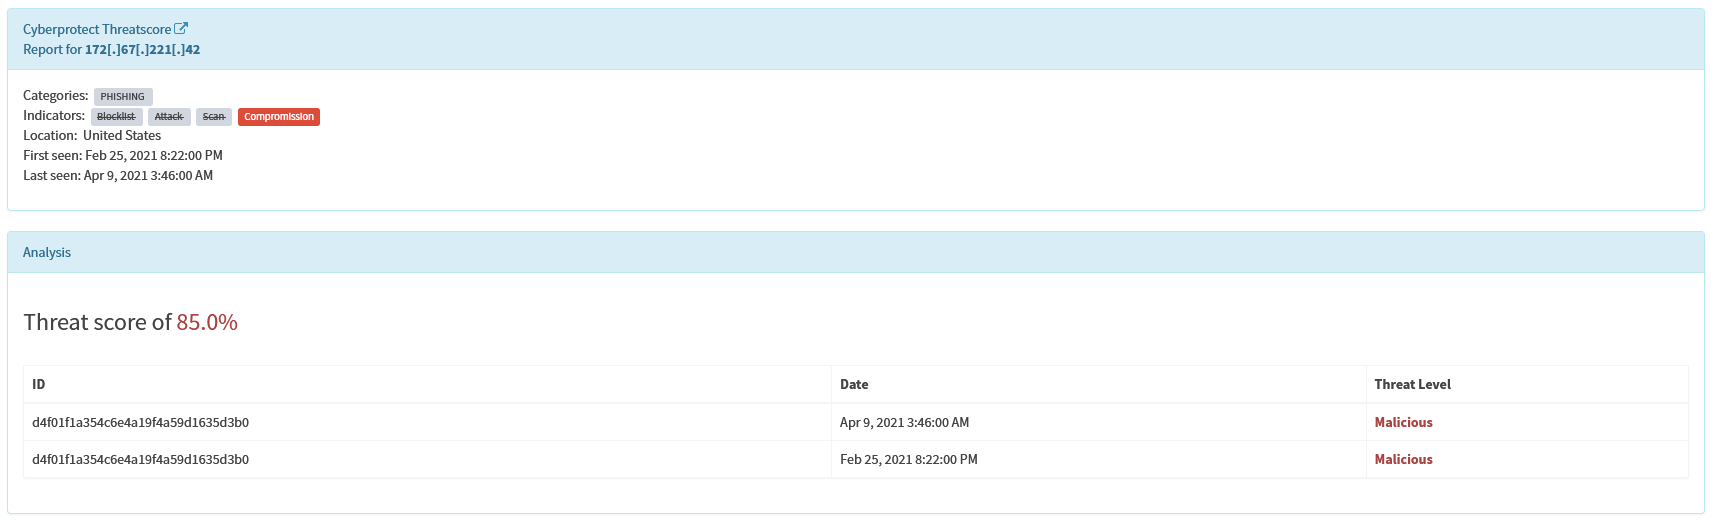 Cyberprotect Threatscore
Report for 172[.]67[.]221[.]42
Categories: PHISHING
Indicators: Blocklist Attack Scan Compromission
Location: United States
First seen: Feb 25, 2021 8:22:00 PM
Last seen: Apr 9, 2021 3:46:00 AM
Analysis
Threat score of 85.0%
ID Date Threat Level
d4f01f1a354c6e4a19f4a59d1635d3b0 Apr 9, 2021 3:46:00 AM Malicious
d4f01f1a354c6e4a19f4a59d1635d3b0 Feb 25, 2021 8:22:00 PM Malicious